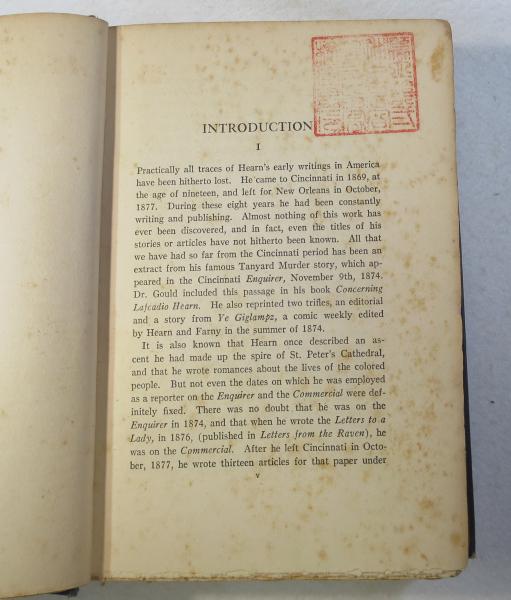 INTRODUCTION
I
Practically all traces of Hearn's early writings in America
have been hitherto lost. He came to Cincinnati in 1869, at
the age of nineteen, and left for New Orleans in October,
1877. During these eight years he had been constantly
writing and publishing. Almost nothing of this work has
ever been discovered, and in fact, even the titles of his
stories or articles have not hitherto been known. All that
we have had so far from the Cincinnati period has been an
extract from his famous Tanyard Murder story, which ap-
peared in the Cincinnati Enquirer, November 9th, 1874.
Dr. Gould included this passage in his book Concerning
Lafcadio Hearn. He also reprinted two trifles, an editorial
and a story from Ye Giglampz, a comic weekly edited
by Hearn and Farny in the summer of 1874.
It is also known that Hearn once described an as-
cent he had made up the spire of St. Peter's Cathedral,
and that he wrote romances about the lives of the colored
people. But not even the dates on which he was employed
as a reporter on the Enquirer and the Commercial were def-
initely fixed. There was no doubt that he was on the
Enquirer in 1874, and that when he wrote the Letters to a
Lady, in 1876, (published in Letters from the Raven), he
was on the Commercial. After he left Cincinnati in Octo-
ber, 1877, he wrote thirteen articles for that paper under
v